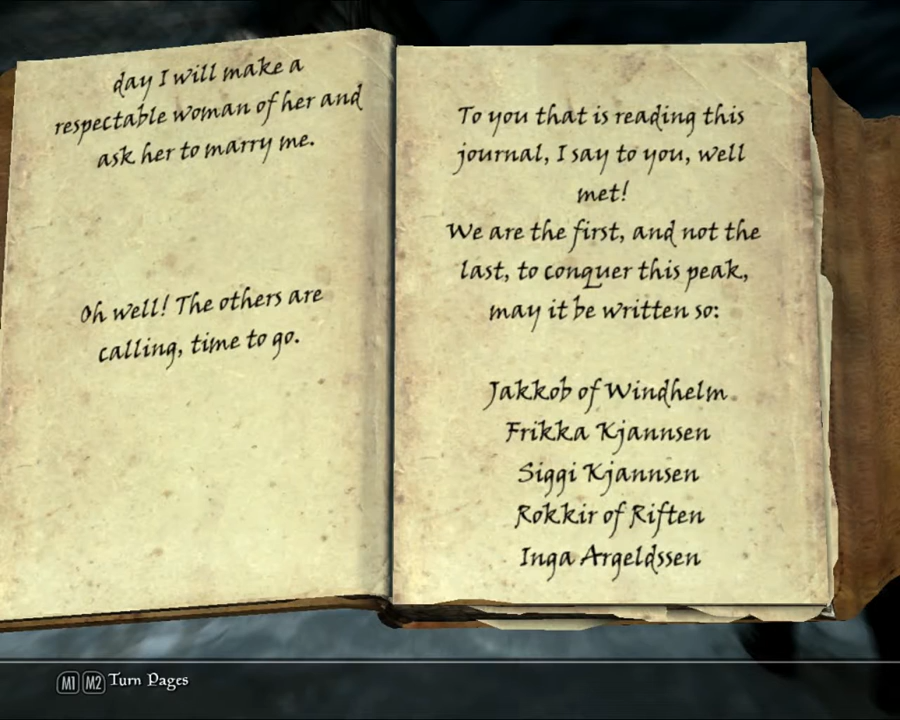 day I will make a
respectable woman of her and
ask her to marry me.
Oh well! The others are
calling, time to go.
To you that is reading this
journal, I say to you, well
met!
We are the first, and not the
last, to conquer this peak,
may it be written so:
Jakkob of Windhelm
Frikka Kjannsen
Siggi Kjannsen
Rokkir of Riften
Inga Argeldssen
M1 M2 Turn Pages